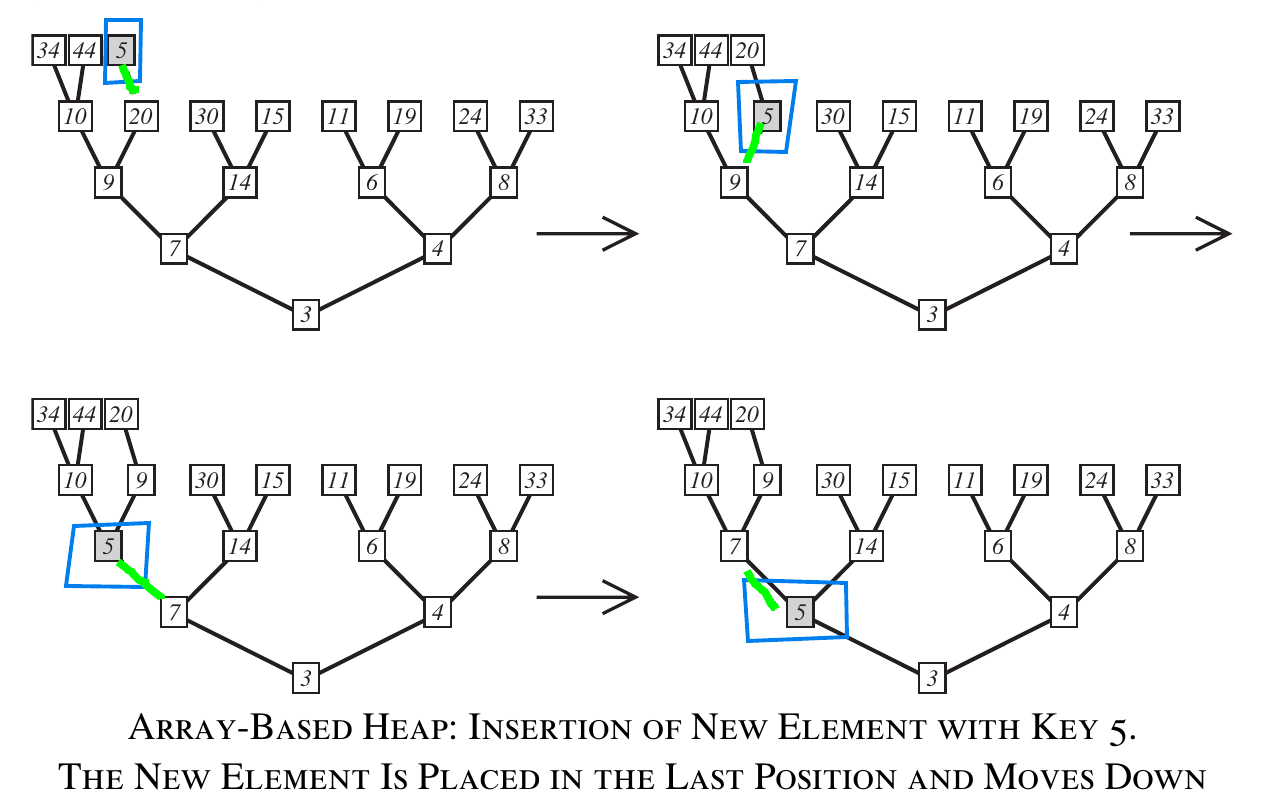 34 44 5 34 44 20
10 20 30 15 11 19 24 33 10 5 30 15 11 19 24 33
9 14 6 8 9 14 6 8
7 4 7 4
3 3
34 44 20 34 44 20
10 9 30 15 11 19 24 33 10 9 30 15 11 19 24 33
5 14 6 8 7 14 6 8
7 4 5 4
3 3
Array-Based Heap: Insertion of New Element with Key 5.
The New Element Is Placed in the Last Position and Moves Down